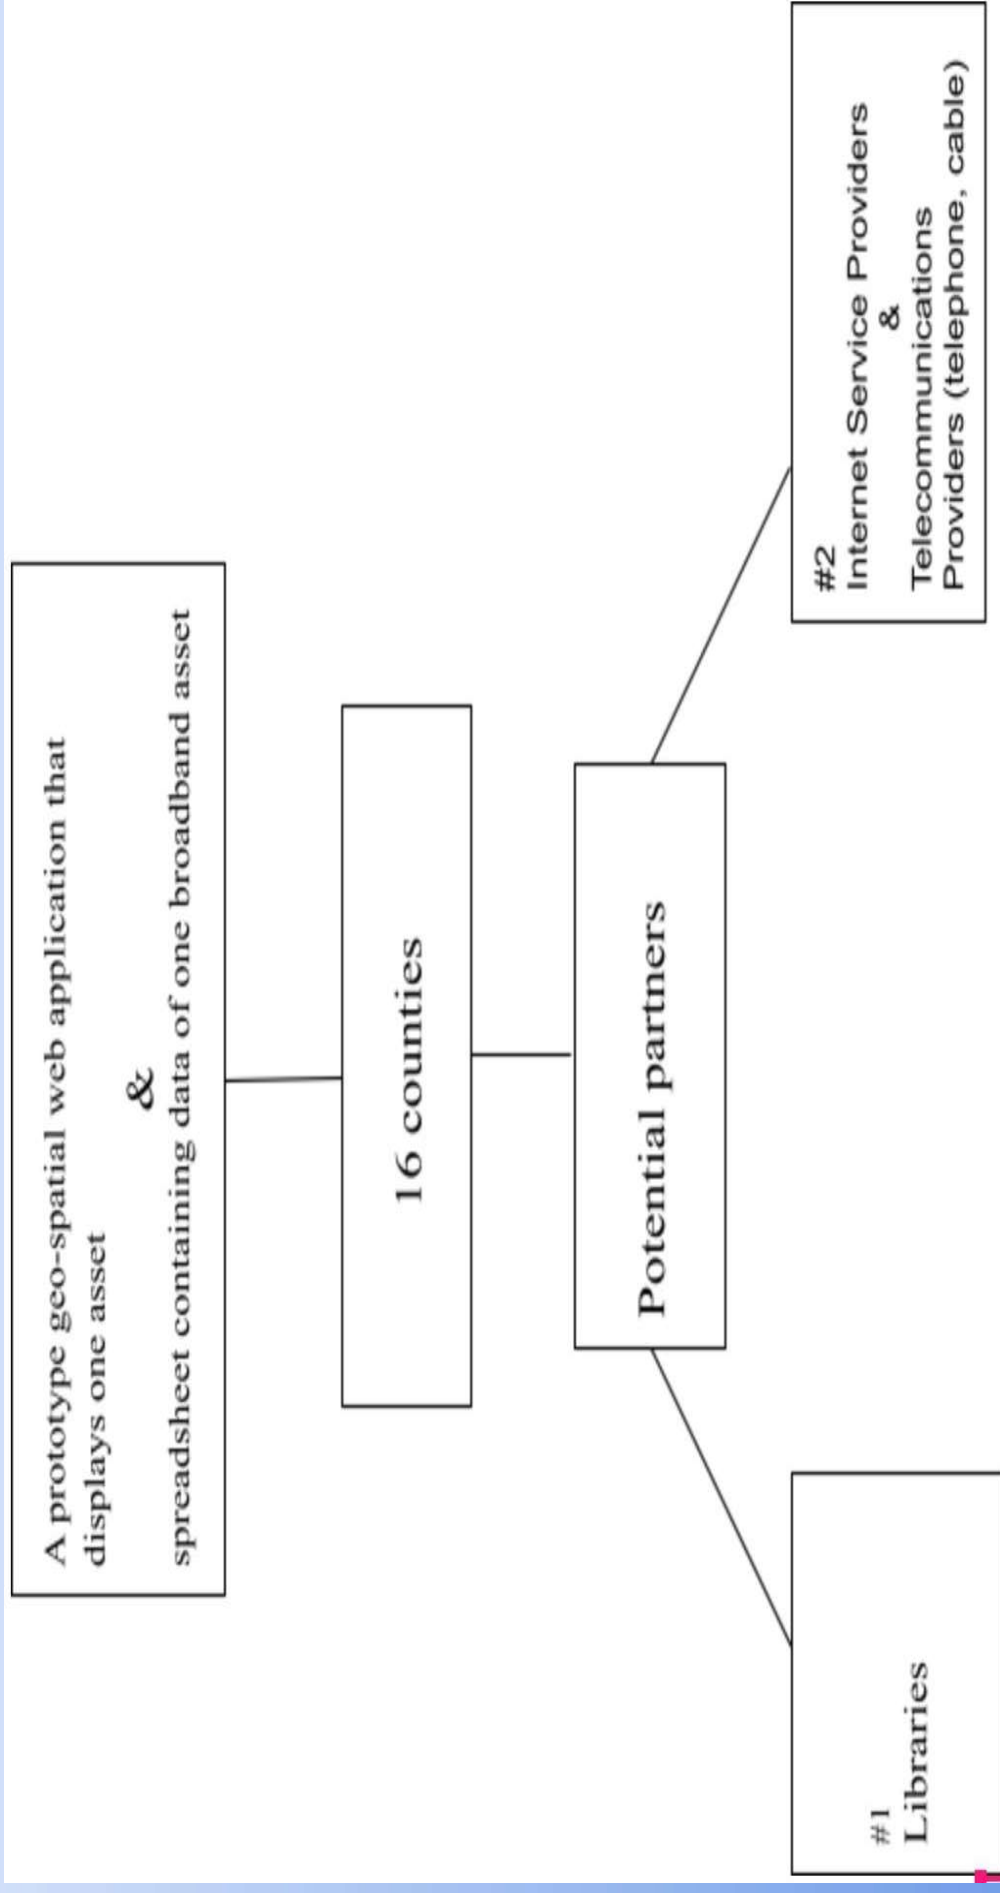 A prototype geo-spatial web application that
displays one asset
&
spreadsheet containing data of one broadband asset
16 counties
Potential partners
#1
Libraries
#2
Internet Service Providers
&
Telecommunications
Providers (telephone, cable)